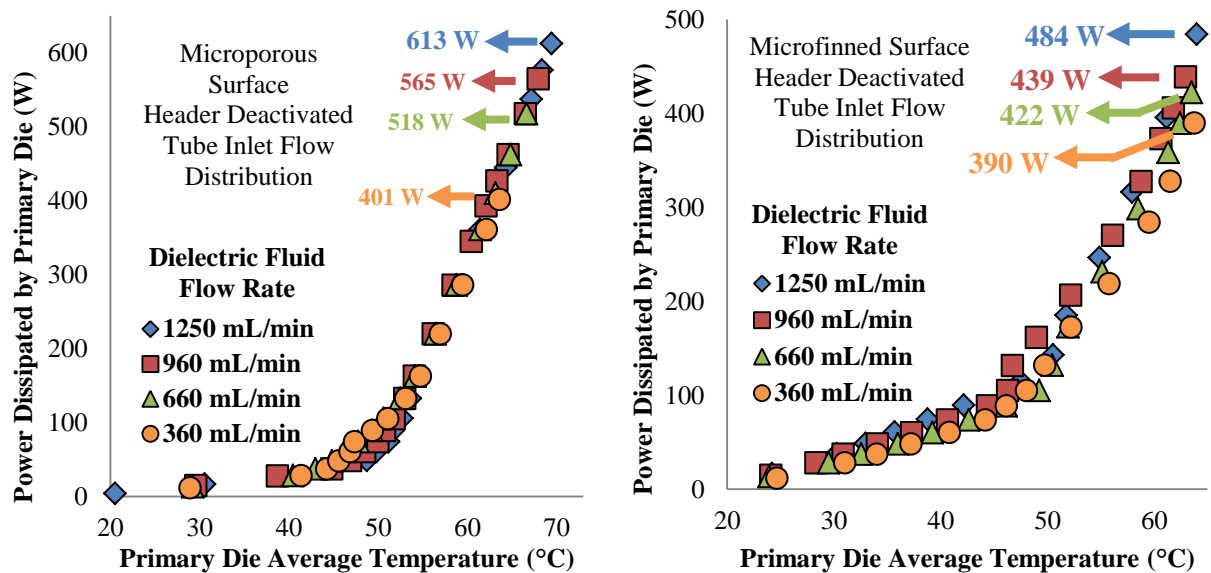 Power Dissipated by Primary Die (W)
600
500
400
300
200
100
0
Microporous
Surface
Header Deactivated
Tube Inlet Flow
Distribution
613 W
565 W
518 W
401 W
Dielectric Fluid
Flow Rate
1250 mL/min
960 mL/min
660 mL/min
360 mL/min
20 30 40 50 60 70
Primary Die Average Temperature (°C)
Power Dissipated by Primary Die (W)
500
400
300
200
100
0
Microfinned Surface
Header Deactivated
Tube Inlet Flow
Distribution
484 W
439 W
422 W
390 W
Dielectric Fluid
Flow Rate
1250 mL/min
960 mL/min
660 mL/min
360 mL/min
20 30 40 50 60
Primary Die Average Temperature (°C)